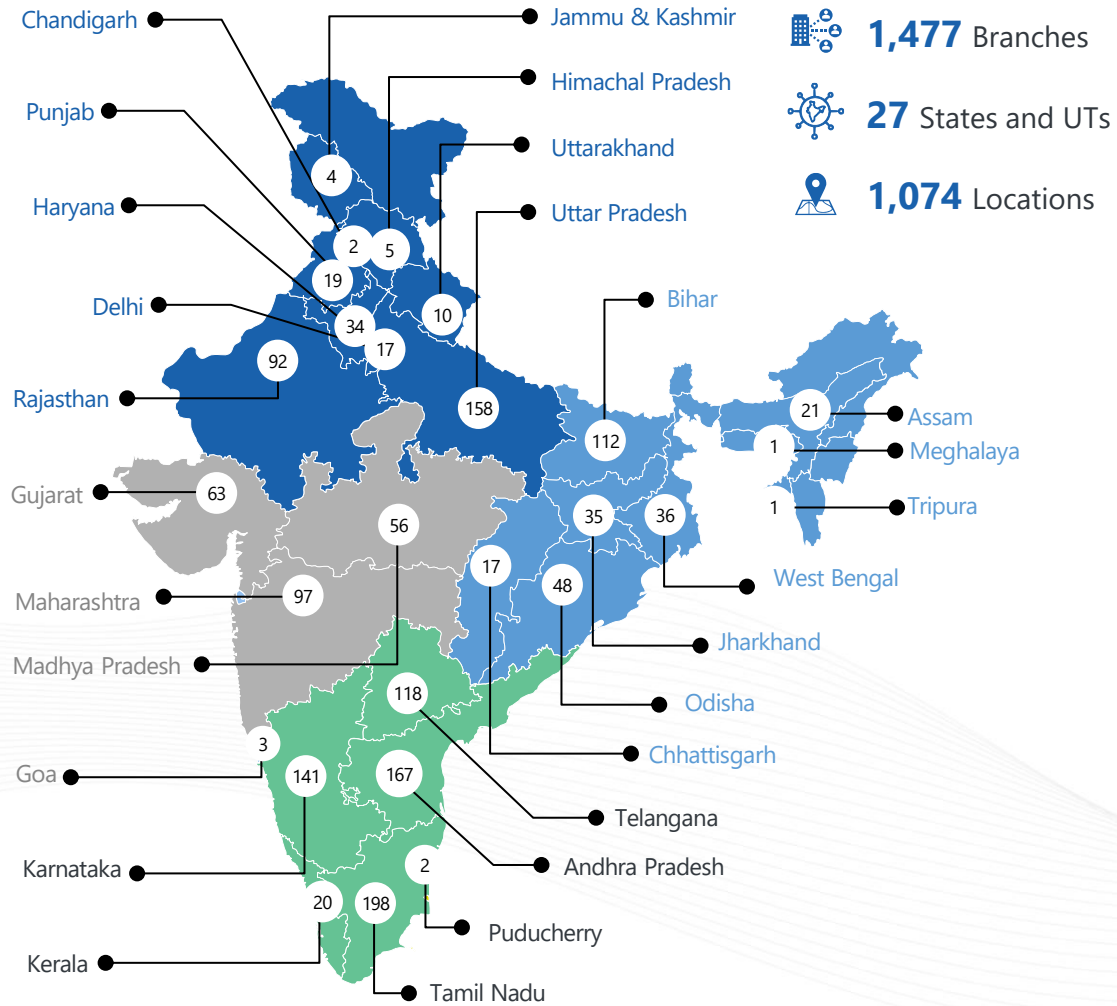 Chandigarh
Jammu & Kashmir
1,477 Branches
Himachal Pradesh
Punjab
27 States and UTs
Uttarakhand
4
1,074 Locations
Haryana
Uttar Pradesh
2
5
19
Delhi
Bihar
10
34
17
92
Rajasthan
158
21
Assam
112
1
Meghalaya
Gujarat
63
56
35
36
1
Tripura
17
48
West Bengal
Maharashtra
97
Jharkhand
Madhya Pradesh
118
Odisha
3
Chhattisgarh
Goa
141
167
Telangana
Karnataka
2
Andhra Pradesh
20
198
Puducherry
Kerala
Tamil Nadu